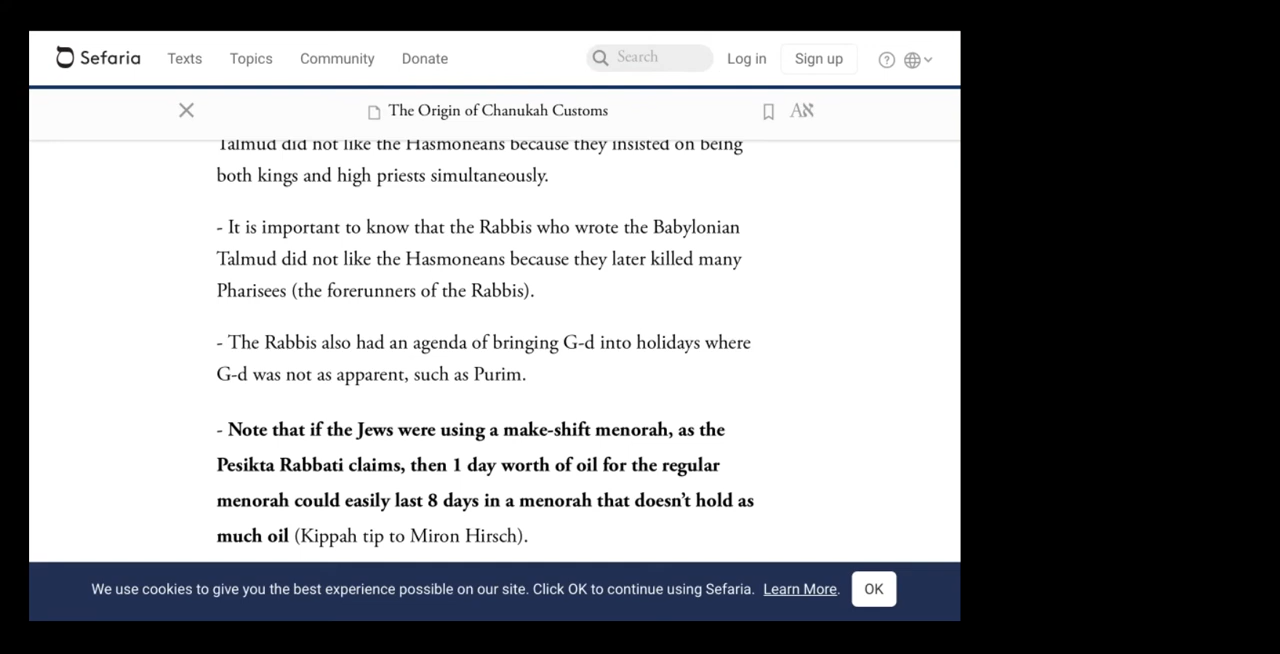 Sefaria Texts Topics Community Donate Search Log in Sign up
The Origin of Chanukah Customs Aא
Talmud did not like the Hasmoneans because they insisted on being
both kings and high priests simultaneously.
- It is important to know that the Rabbis who wrote the Babylonian
Talmud did not like the Hasmoneans because they later killed many
Pharisees (the forerunners of the Rabbis).
- The Rabbis also had an agenda of bringing G-d into holidays where
G-d was not as apparent, such as Purim.
- Note that if the Jews were using a make-shift menorah, as the
Pesikta Rabbati claims, then 1 day worth of oil for the regular
menorah could easily last 8 days in a menorah that doesn’t hold as
much oil (Kippah tip to Miron Hirsch).
We use cookies to give you the best experience possible on our site. Click OK to continue using Sefaria. Learn More. OK